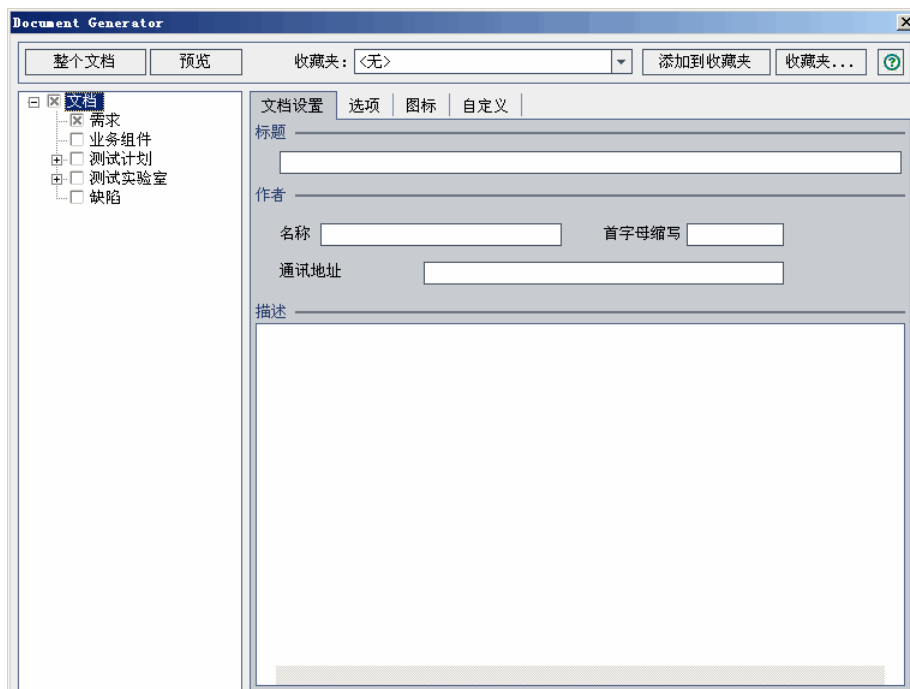 Document Generator
整个文档 预览 收藏夹: <无> 添加到收藏夹 收藏夹...
文档
需求
业务组件
测试计划
测试实验室
缺陷
文档设置 选项 图标 自定义
标题
作者
名称 首字母缩写
通讯地址
描述